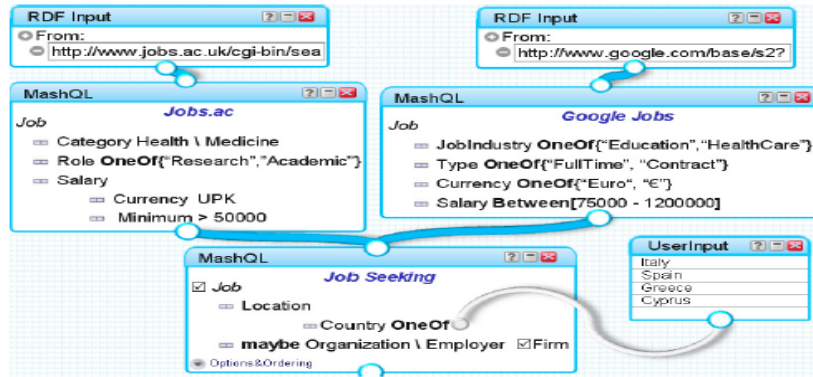 RDF Input
From:
http://www.jobs.ac.uk/cgi-bin/sea
RDF Input
From:
http://www.google.com/base/s2?
MashQL
Jobs.ac
Job
Category Health \ Medicine
Role OneOf{"Research","Academic"}
Salary
Currency UPK
Minimum > 50000
MashQL
Google Jobs
Job
JobIndustry OneOf{"Education","HealthCare"}
Type OneOf{"FullTime", "Contract"}
Currency OneOf{"Euro", "€"}
Salary Between[75000 - 1200000]
MashQL
Job Seeking
Job
Location
Country OneOf
maybe Organization \ Employer Firm
Options&Ordering
UserInput
Italy
Spain
Greece
Cyprus